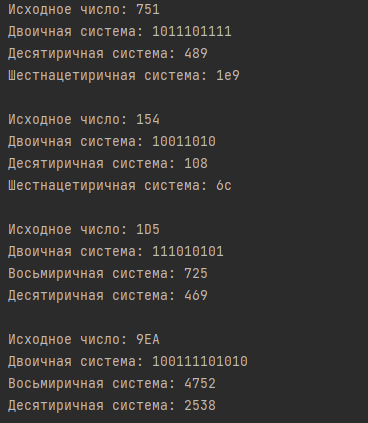 Исходное число: 751
Двоичная система: 1011101111
Десятиричная система: 489
Шестнацетиричная система: 1e9
Исходное число: 154
Двоичная система: 10011010
Десятиричная система: 108
Шестнацетиричная система: 6c
Исходное число: 1D5
Двоичная система: 111010101
Восьмиричная система: 725
Десятиричная система: 469
Исходное число: 9EA
Двоичная система: 100111101010
Восьмиричная система: 4752
Десятиричная система: 2538